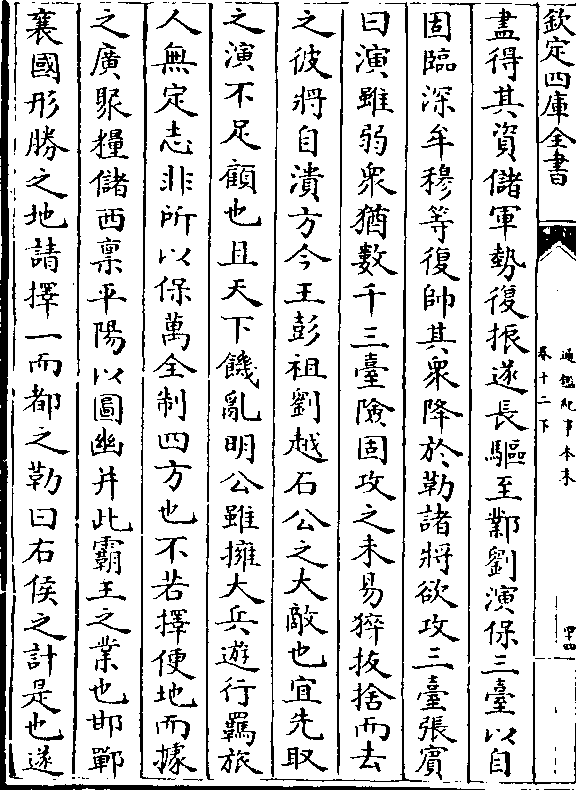 欽定四庫全書
通鑑紀事本末
卷十二下
四
盡得其資儲軍勢復振遂長驅至鄴劉演保三臺以自
固臨深牟穆等復帥其衆降於勒諸將欲攻三臺張賓
曰演雖弱衆猶數千三臺險固攻之未易猝拔捨而去
之彼將自潰方今王彭祖劉越石公之大敵也宜先取
之演不足顧也且天下饑亂明公雖擁大兵遊行羈旅
人無定志非所以保萬全制四方也不若擇便地而據
之廣聚糧儲西稟平陽以圖幽并此霸王之業也邯鄲
襄國形勝之地請擇一而都之勒曰右侯之計是也遂